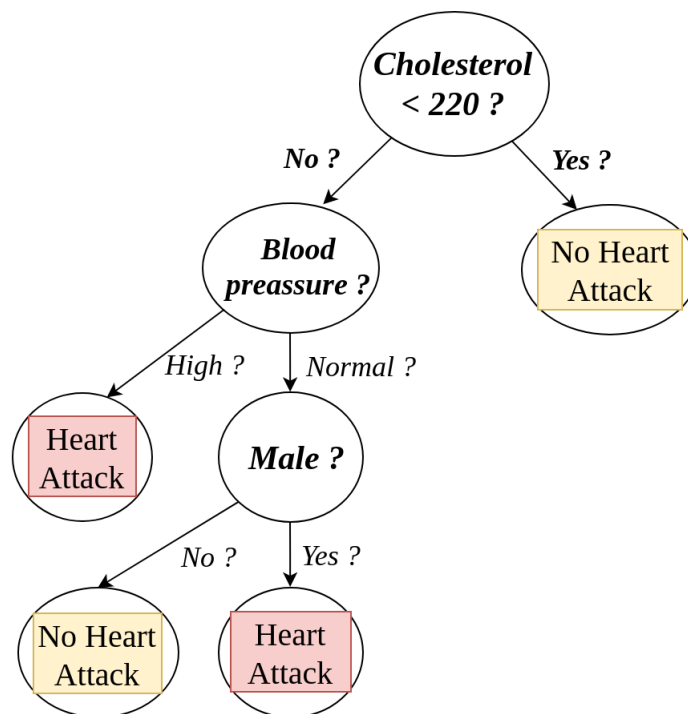 Cholesterol
< 220 ?
No ?
Yes ?
Blood
preassure ?
No Heart
Attack
High ?
Normal ?
Heart
Attack
Male ?
No ?
Yes ?
No Heart
Attack
Heart
Attack